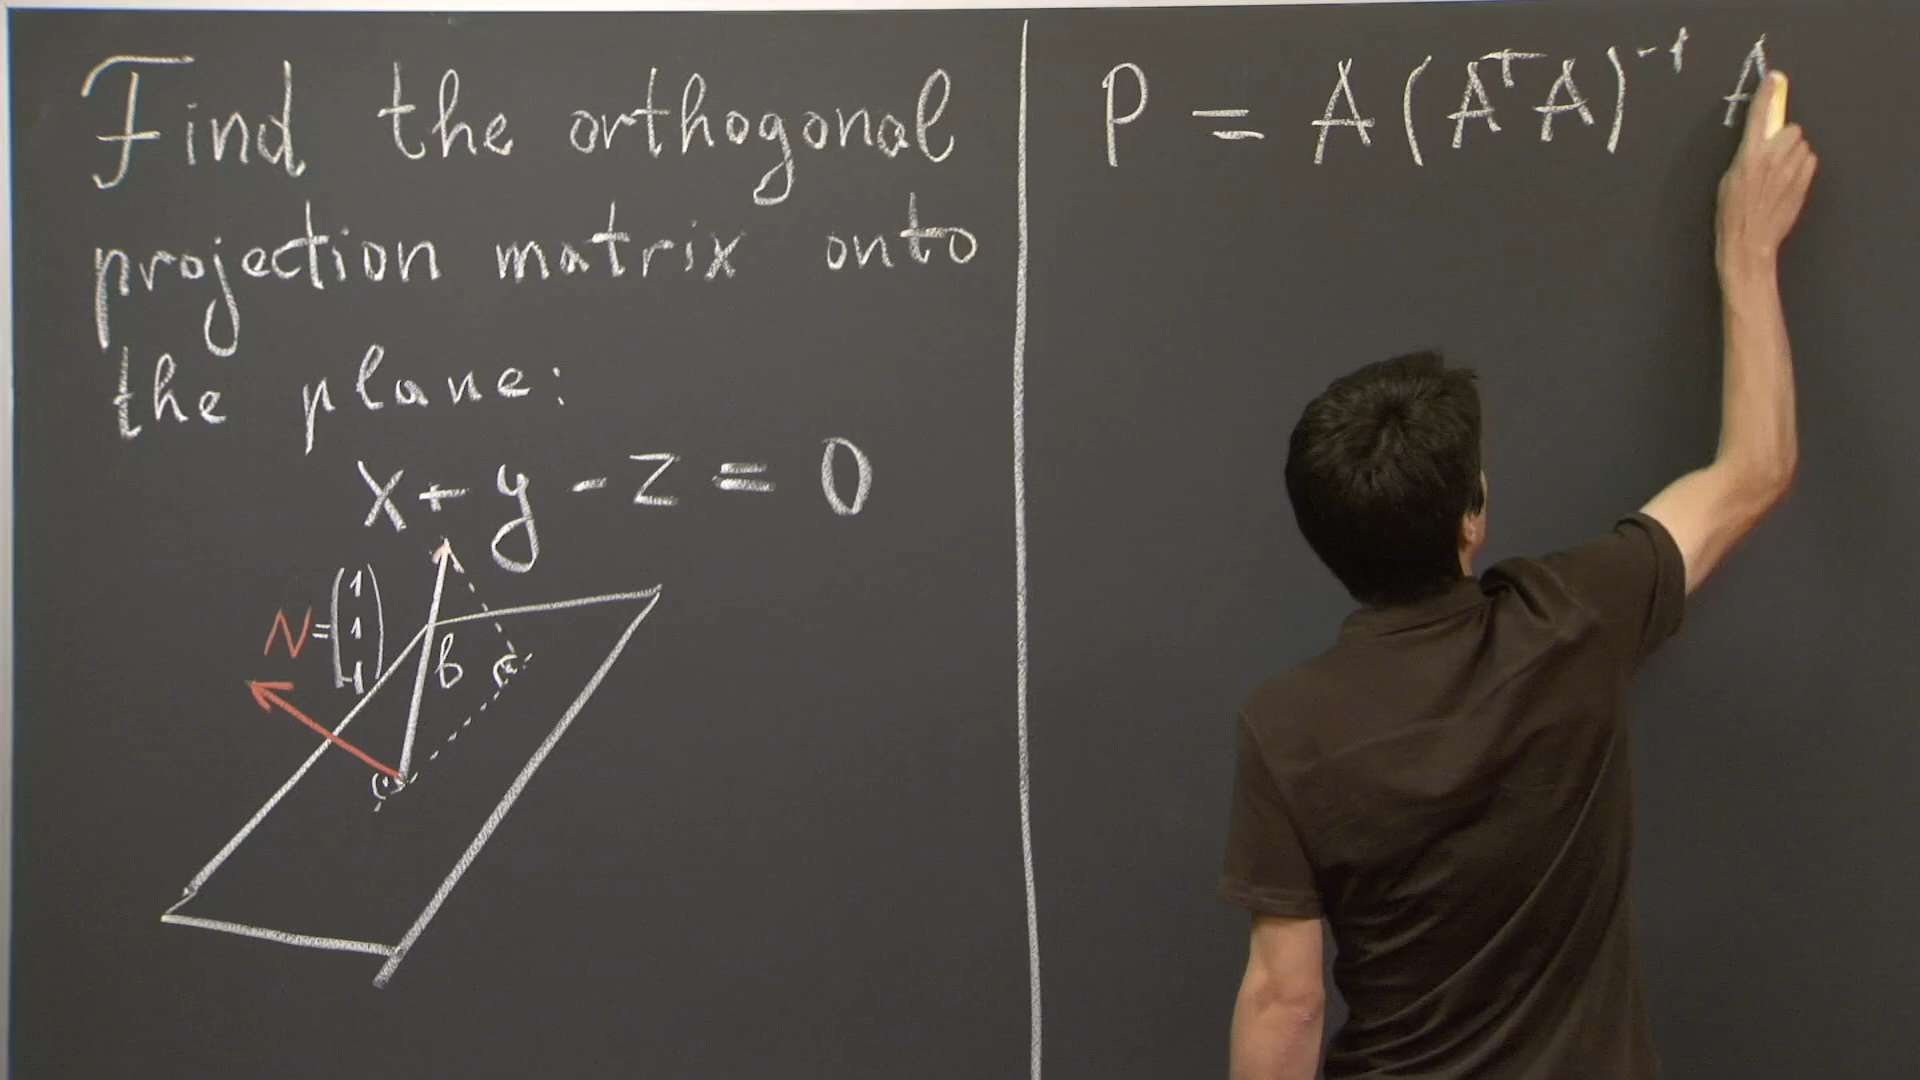 Find the orthogonal
projection matrix onto
the plane:
x + y - z = 0
N = (1
1
-1)
b
P = A (AᵀA)⁻¹ A